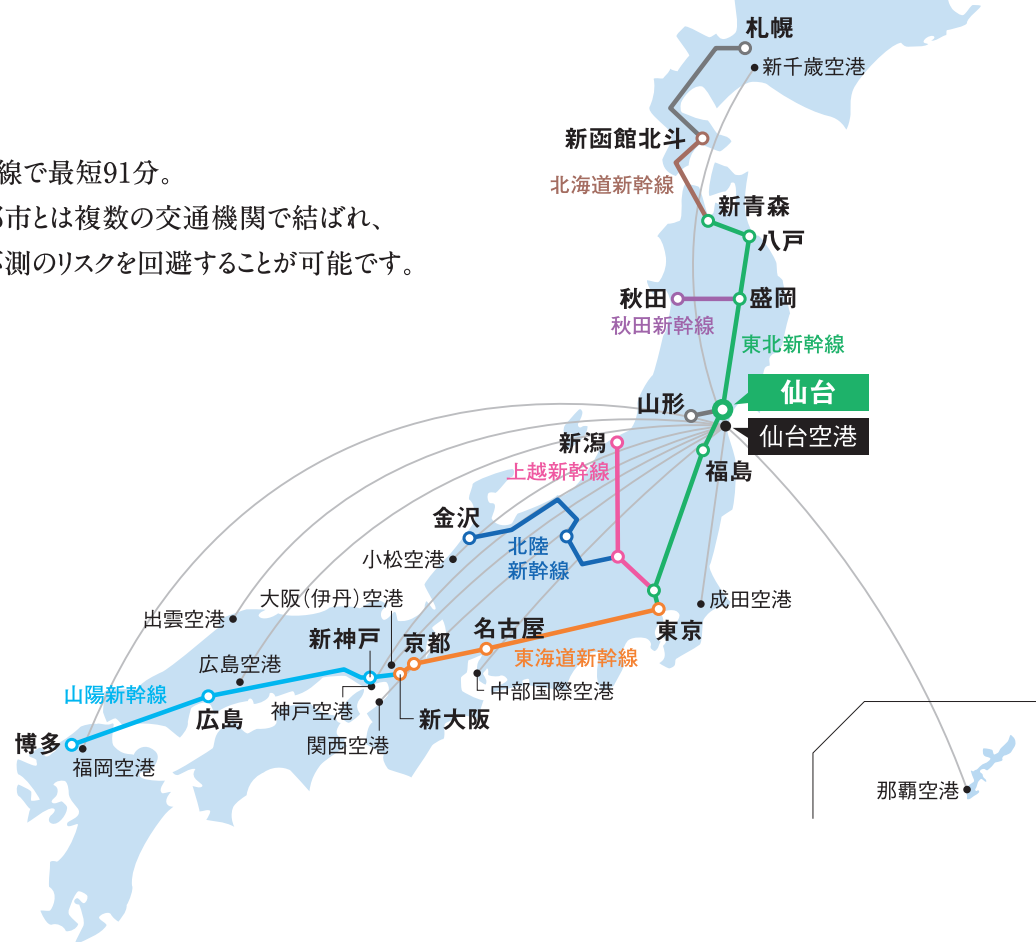 札幌
新千歳空港
新函館北斗
線で最短91分。
北海道新幹線
新青森
市とは複数の交通機関で結ばれ、
八戸
測のリスクを回避することが可能です。
秋田
盛岡
秋田新幹線
東北新幹線
仙台
山形
仙台空港
新潟
上越新幹線
福島
金沢
北陸
新幹線
小松空港
大阪(伊丹)空港
成田空港
出雲空港
東京
新神戸
京都
名古屋
東海道新幹線
広島空港
山陽新幹線
中部国際空港
神戸空港
広島
新大阪
関西空港
博多
福岡空港
那覇空港